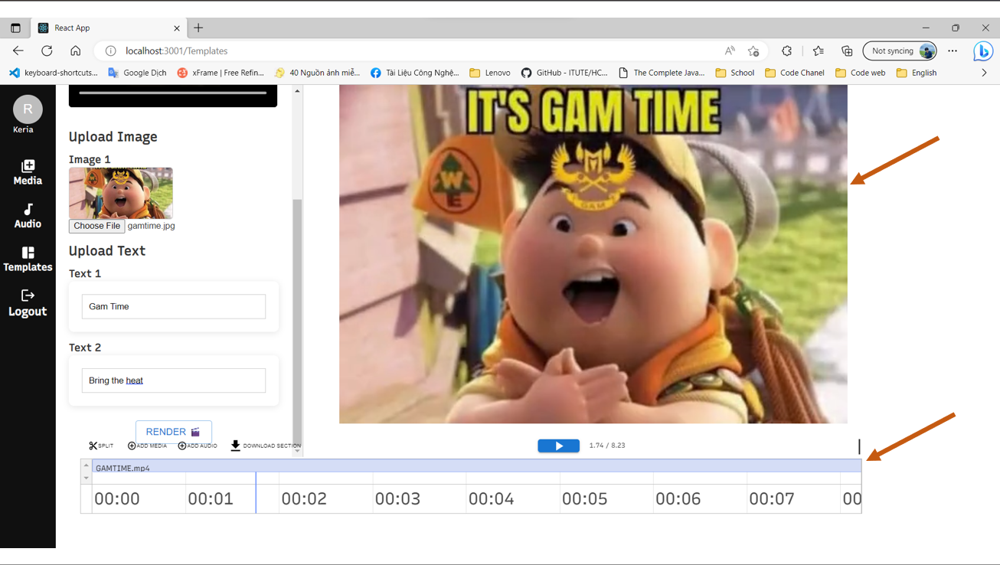 React App
localhost:3001/Templates
Not syncing
keyboard-shortcuts...
Google Dịch
xFrame | Free Refin...
40 Nguồn ảnh miễ...
Tài Liệu Công Nghệ...
Lenovo
GitHub - ITUTE/HC...
The Complete Java...
School
Code Chanel
Code web
English
R
Keria
Media
Audio
Templates
Logout
Upload Image
Image 1
Choose File gamtime.jpg
Upload Text
Text 1
Gam Time
Text 2
Bring the heat
RENDER
IT'S GAM TIME
W
E
GAM
SPLIT
ADD MEDIA
ADD AUDIO
DOWNLOAD SECTION
1.74 / 8.23
GAMTIME.mp4
00:00 00:01 00:02 00:03 00:04 00:05 00:06 00:07 00